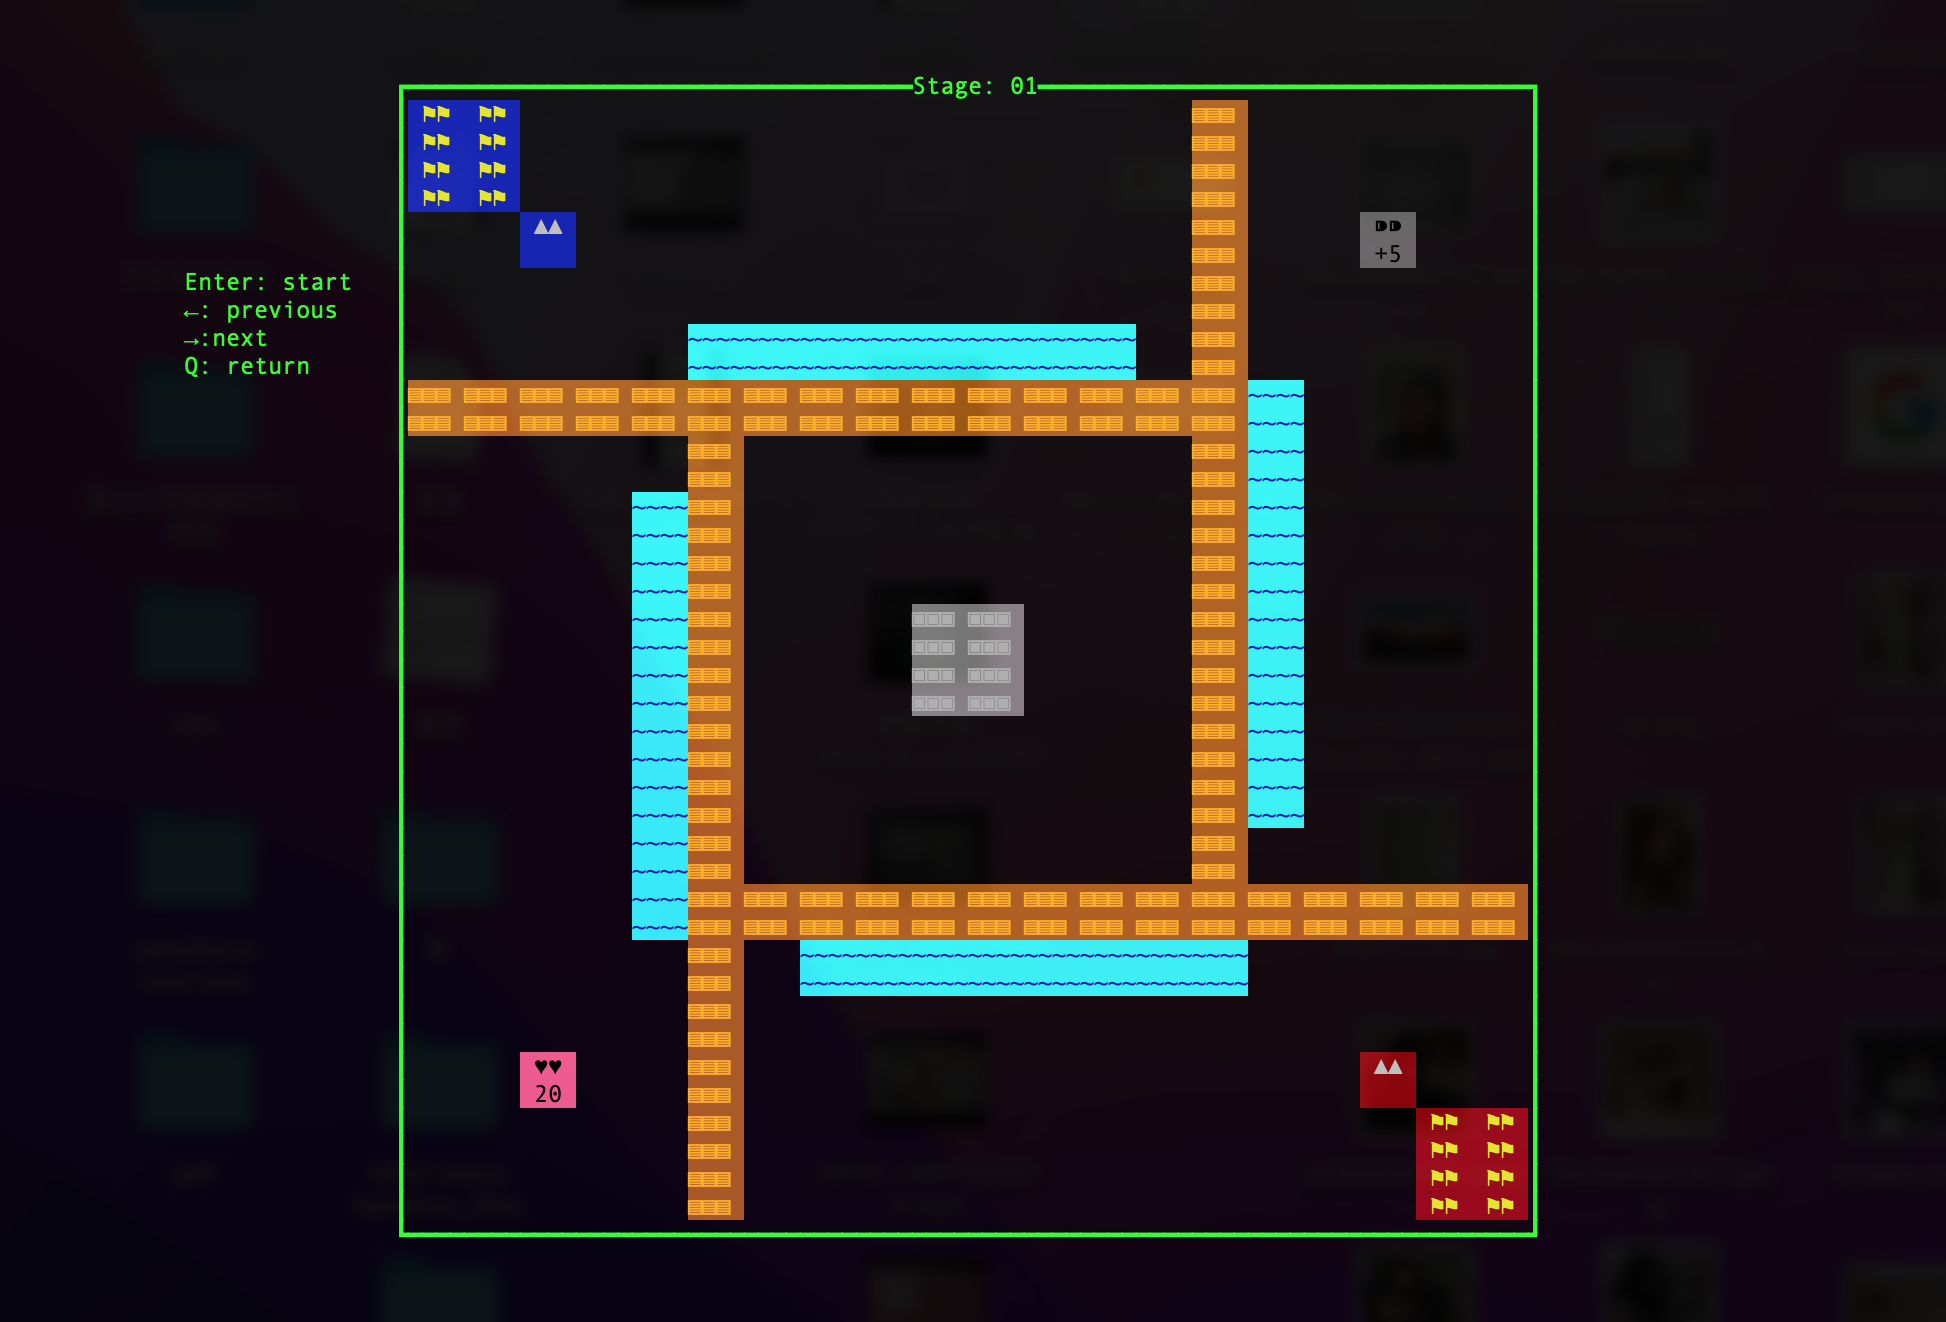 Stage: 01
+5
Enter: start
←: previous
→:next
Q: return
♥♥
20